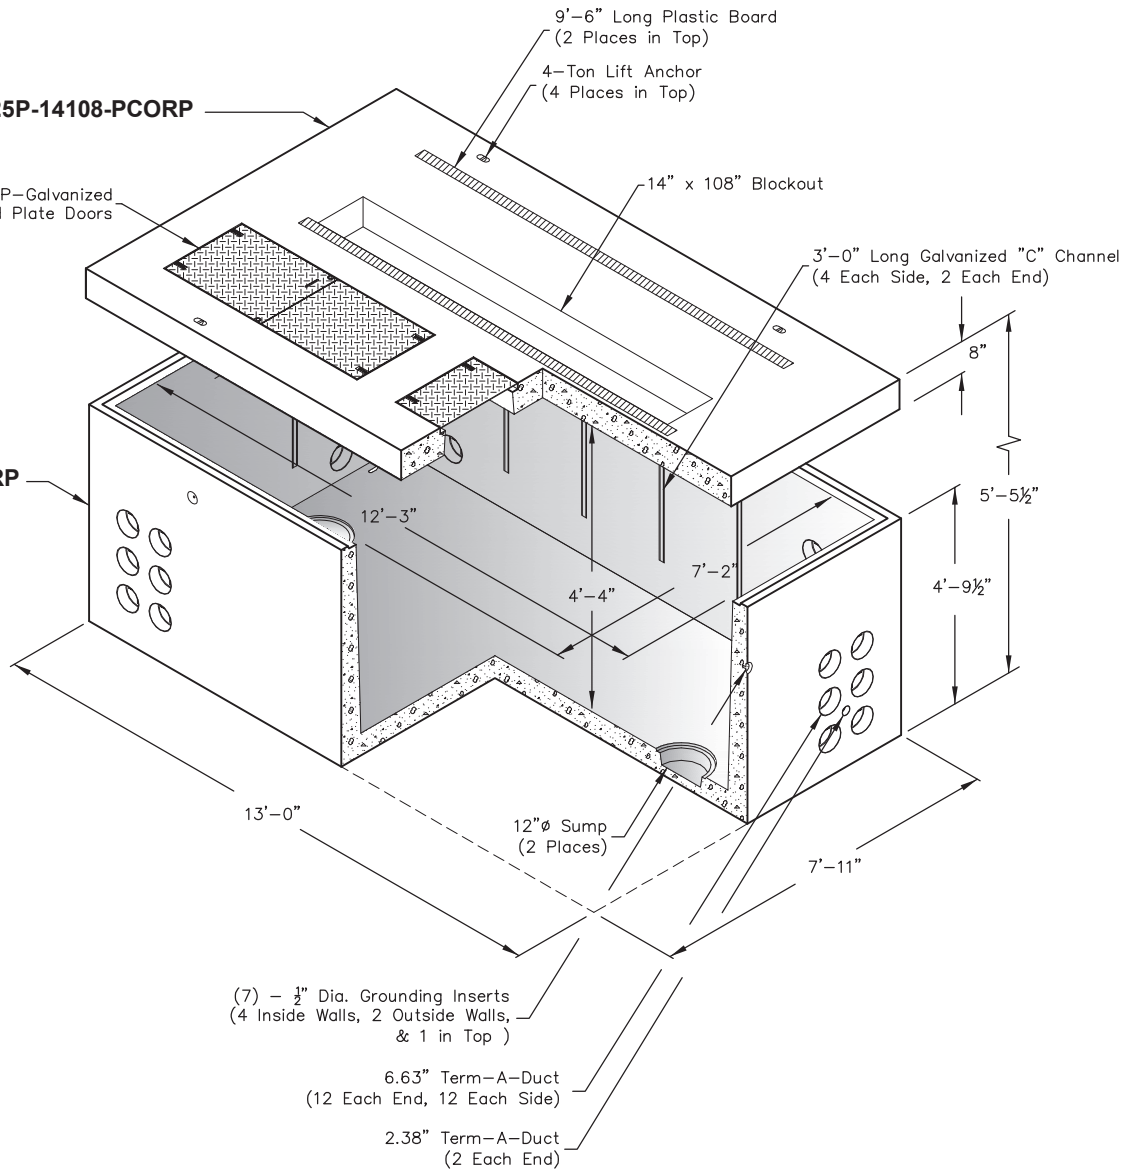 9'-6" Long Plastic Board
(2 Places in Top)
4-Ton Lift Anchor
(4 Places in Top)
5P-14108-PCORP
P-Galvanized
Plate Doors
14" x 108" Blockout
3'-0" Long Galvanized "C" Channel
(4 Each Side, 2 Each End)
8"
RP
5'-5½"
12'-3"
7'-2"
4'-4"
4'-9½"
13'-0"
12"ø Sump
(2 Places)
7'-11"
(7) - ½" Dia. Grounding Inserts
(4 Inside Walls, 2 Outside Walls,
& 1 in Top )
6.63" Term-A-Duct
(12 Each End, 12 Each Side)
2.38" Term-A-Duct
(2 Each End)